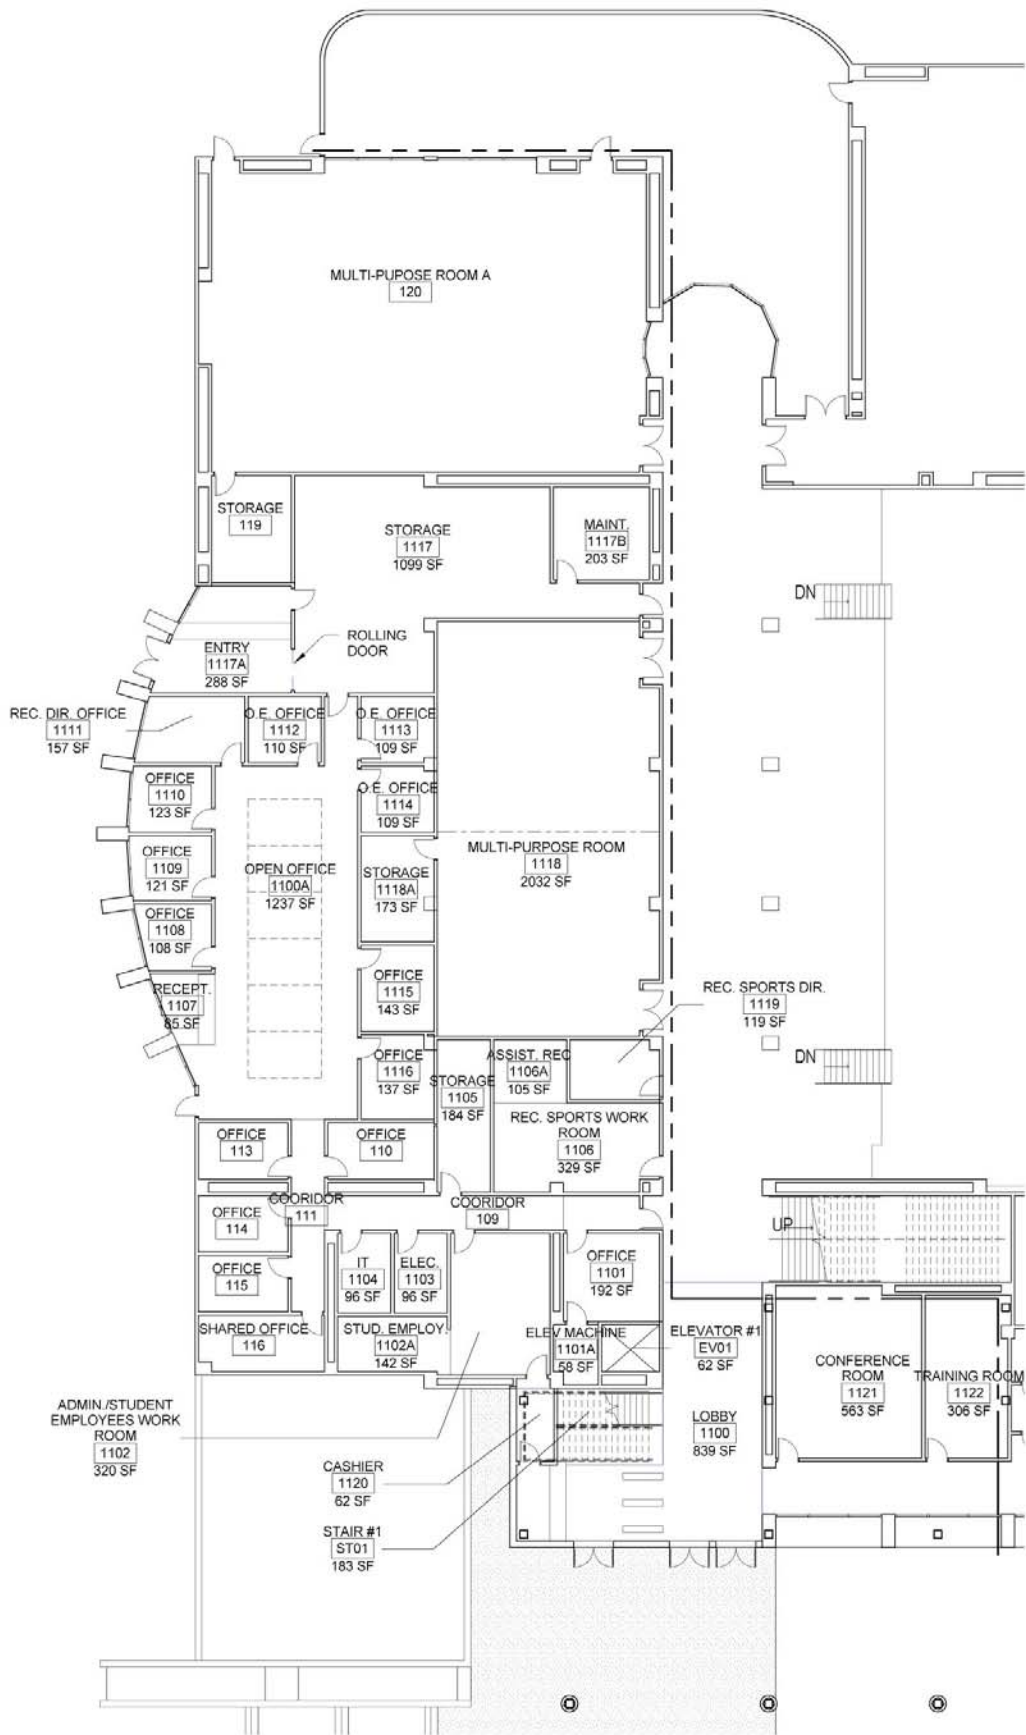 MULTI-PUPOSE ROOM A
120
STORAGE
119
STORAGE
1117
1099 SF
MAINT.
1117B
203 SF
DN
ENTRY
1117A
288 SF
ROLLING
DOOR
REC. DIR. OFFICE
1111
157 SF
O.E. OFFICE
1112
110 SF
O.E. OFFICE
1113
109 SF
OFFICE
1110
123 SF
O.E. OFFICE
1114
109 SF
OFFICE
1109
121 SF
OPEN OFFICE
1100A
1237 SF
STORAGE
1118A
173 SF
MULTI-PURPOSE ROOM
1118
2032 SF
OFFICE
1108
108 SF
RECEPT.
1107
85 SF
OFFICE
1115
143 SF
REC. SPORTS DIR.
1119
119 SF
OFFICE
1116
137 SF
STORAGE
1105
184 SF
ASSIST. REC
1106A
105 SF
DN
REC. SPORTS WORK
ROOM
1106
329 SF
OFFICE
113
OFFICE
110
COORIDOR
111
COORIDOR
109
OFFICE
114
UP
OFFICE
115
IT
1104
96 SF
ELEC.
1103
96 SF
OFFICE
1101
192 SF
SHARED OFFICE
116
STUD. EMPLOY.
1102A
142 SF
ELEV MACHINE
1101A
58 SF
ELEVATOR #1
EV01
62 SF
CONFERENCE
ROOM
1121
563 SF
TRAINING ROOM
1122
306 SF
ADMIN./STUDENT
EMPLOYEES WORK
ROOM
1102
320 SF
LOBBY
1100
839 SF
CASHIER
1120
62 SF
STAIR #1
ST01
183 SF